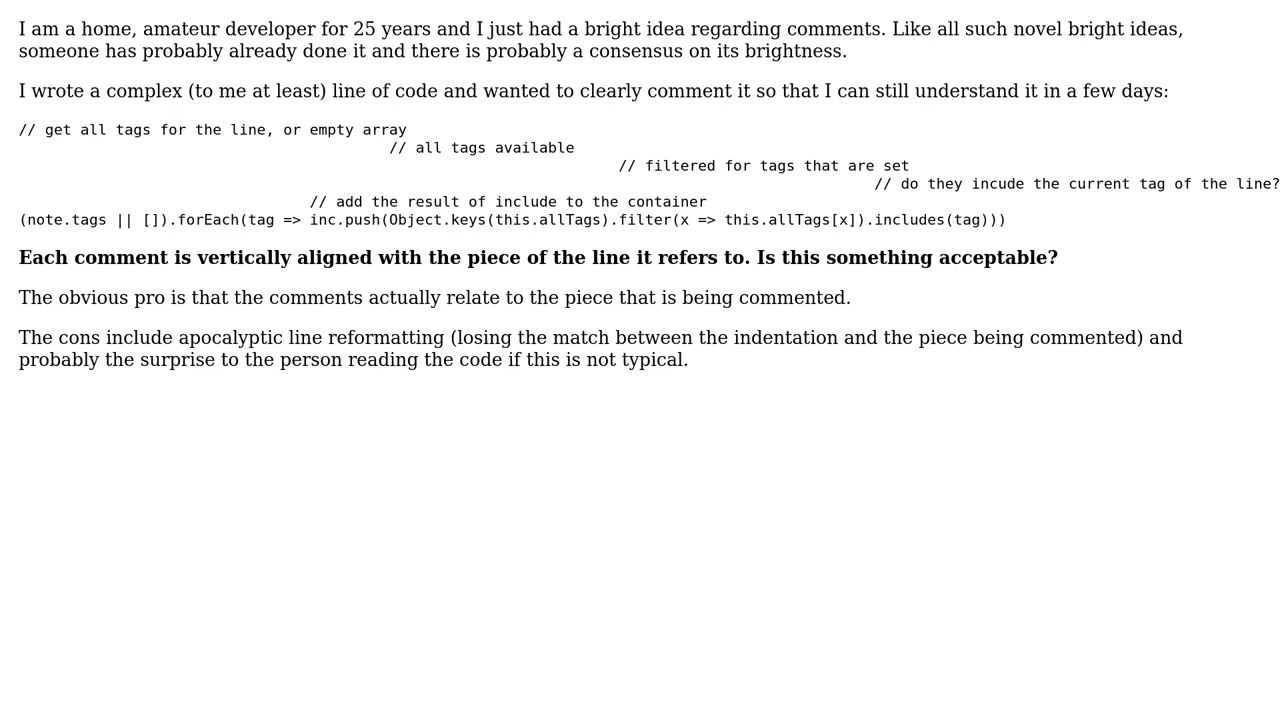 I am a home, amateur developer for 25 years and I just had a bright idea regarding comments. Like all such novel bright ideas,
someone has probably already done it and there is probably a consensus on its brightness.
I wrote a complex (to me at least) line of code and wanted to clearly comment it so that I can still understand it in a few days:
// get all tags for the line, or empty array
// all tags available
// filtered for tags that are set
// do they incude the current tag of the line?
// add the result of include to the container
(note.tags || []).forEach(tag => inc.push(Object.keys(this.allTags).filter(x => this.allTags[x]).includes(tag)))
Each comment is vertically aligned with the piece of the line it refers to. Is this something acceptable?
The obvious pro is that the comments actually relate to the piece that is being commented.
The cons include apocalyptic line reformatting (losing the match between the indentation and the piece being commented) and
probably the surprise to the person reading the code if this is not typical.